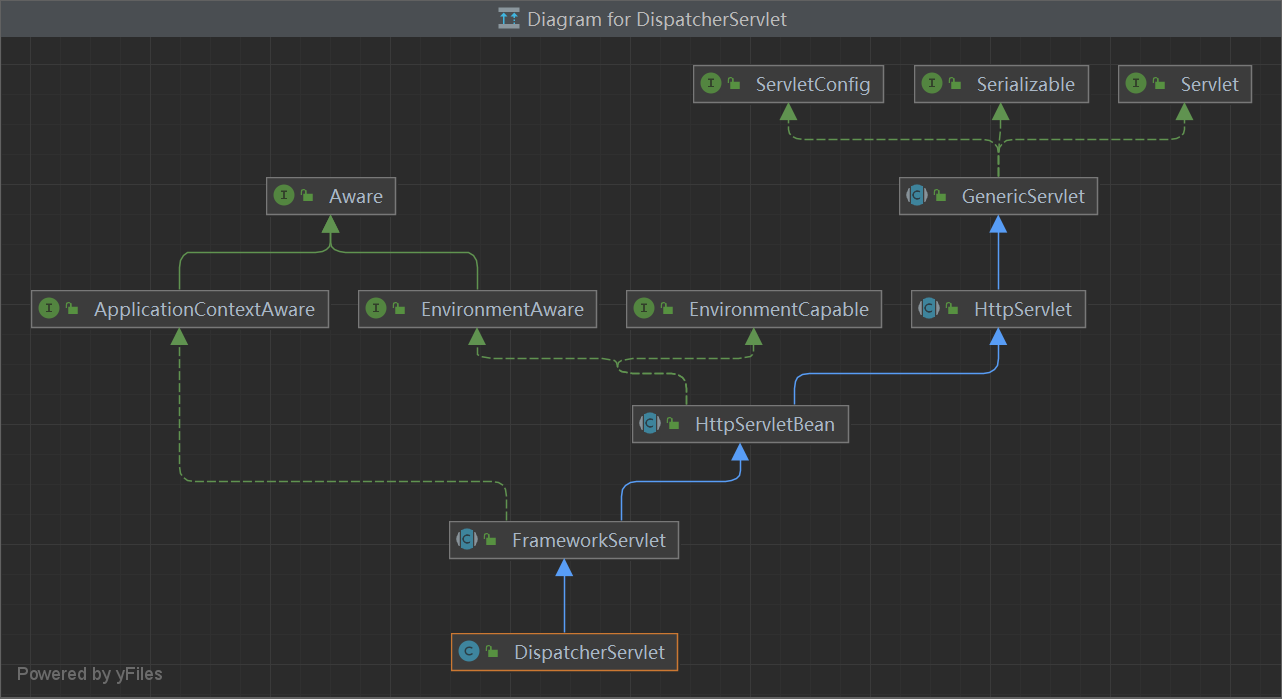 Diagram for DispatcherServlet
I ServletConfig
I Serializable
I Servlet
I Aware
C GenericServlet
I ApplicationContextAware
I EnvironmentAware
I EnvironmentCapable
C HttpServlet
C HttpServletBean
C FrameworkServlet
C DispatcherServlet
Powered by yFiles